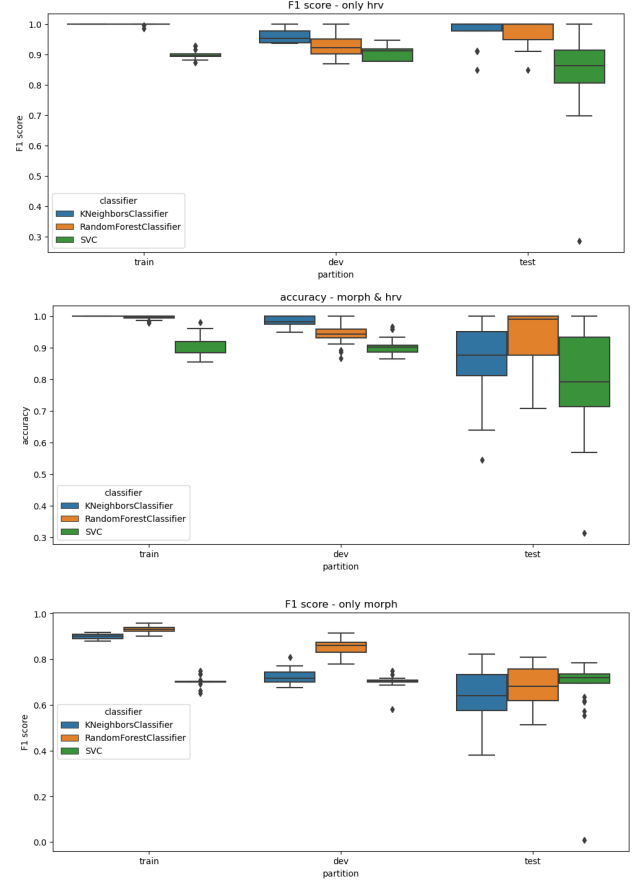 F1 score - only hrv
1.0
0.9
0.8
0.7
0.6
0.5
0.4
0.3
F1 score
classifier
KNeighborsClassifier
RandomForestClassifier
SVC
train
dev
test
partition
accuracy - morph & hrv
1.0
0.9
0.8
0.7
0.6
0.5
0.4
0.3
accuracy
classifier
KNeighborsClassifier
RandomForestClassifier
SVC
train
dev
test
partition
F1 score - only morph
1.0
0.8
0.6
0.4
0.2
0.0
F1 score
classifier
KNeighborsClassifier
RandomForestClassifier
SVC
train
dev
test
partition